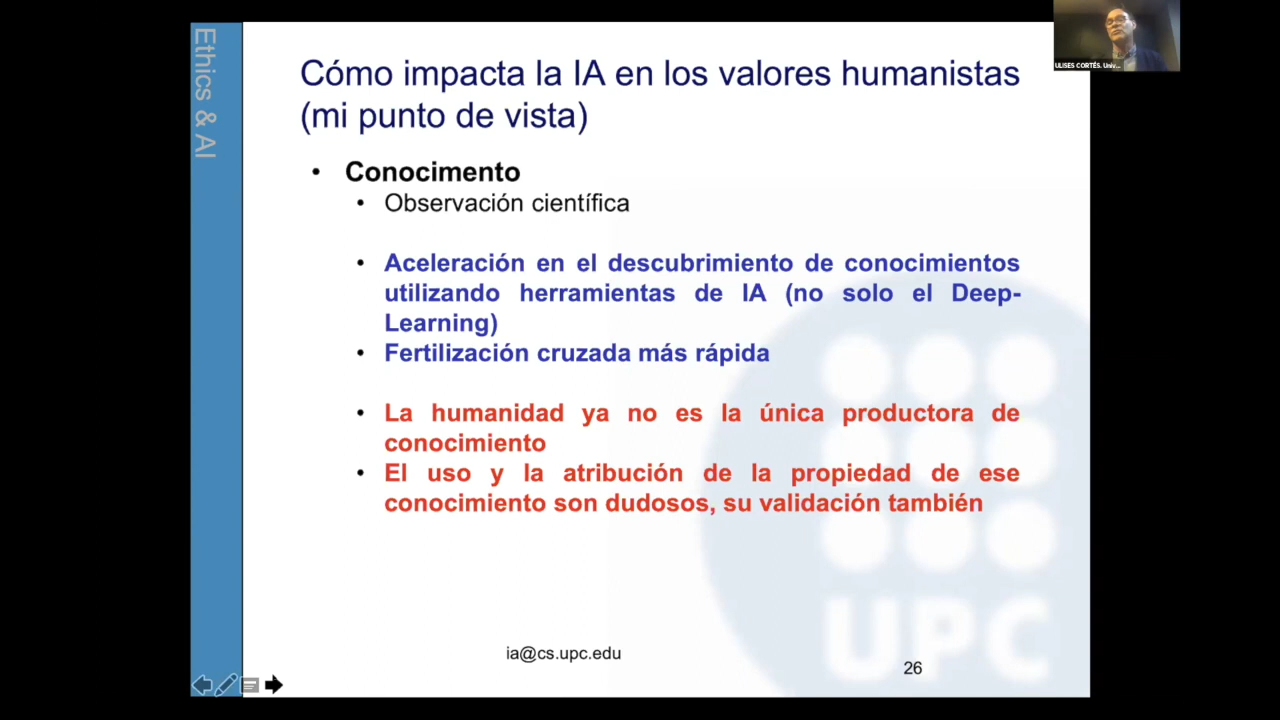 Ethics & AI
ULISES CORTÉS. Univ...
Cómo impacta la IA en los valores humanistas
(mi punto de vista)
• Conocimento
• Observación científica
• Aceleración en el descubrimiento de conocimientos
utilizando herramientas de IA (no solo el Deep-
Learning)
• Fertilización cruzada más rápida
• La humanidad ya no es la única productora de
conocimiento
• El uso y la atribución de la propiedad de ese
conocimiento son dudosos, su validación también
UPC
ia@cs.upc.edu
26